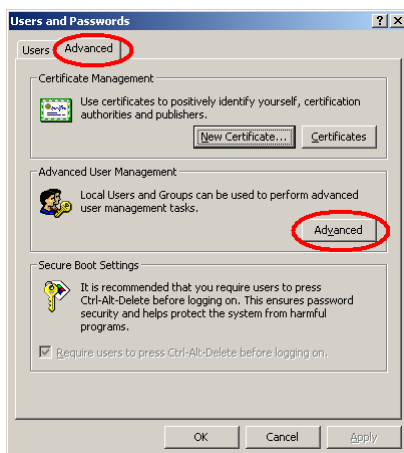 Users and Passwords
Users Advanced
Certificate Management
Use certificates to positively identify yourself, certification
authorities and publishers.
New Certificate... Certificates
Advanced User Management
Local Users and Groups can be used to perform advanced
user management tasks.
Advanced
Secure Boot Settings
It is recommended that you require users to press
Ctrl-Alt-Delete before logging on. This ensures password
security and helps protect the system from harmful
programs.
Require users to press Ctrl-Alt-Delete before logging on.
OK Cancel Apply